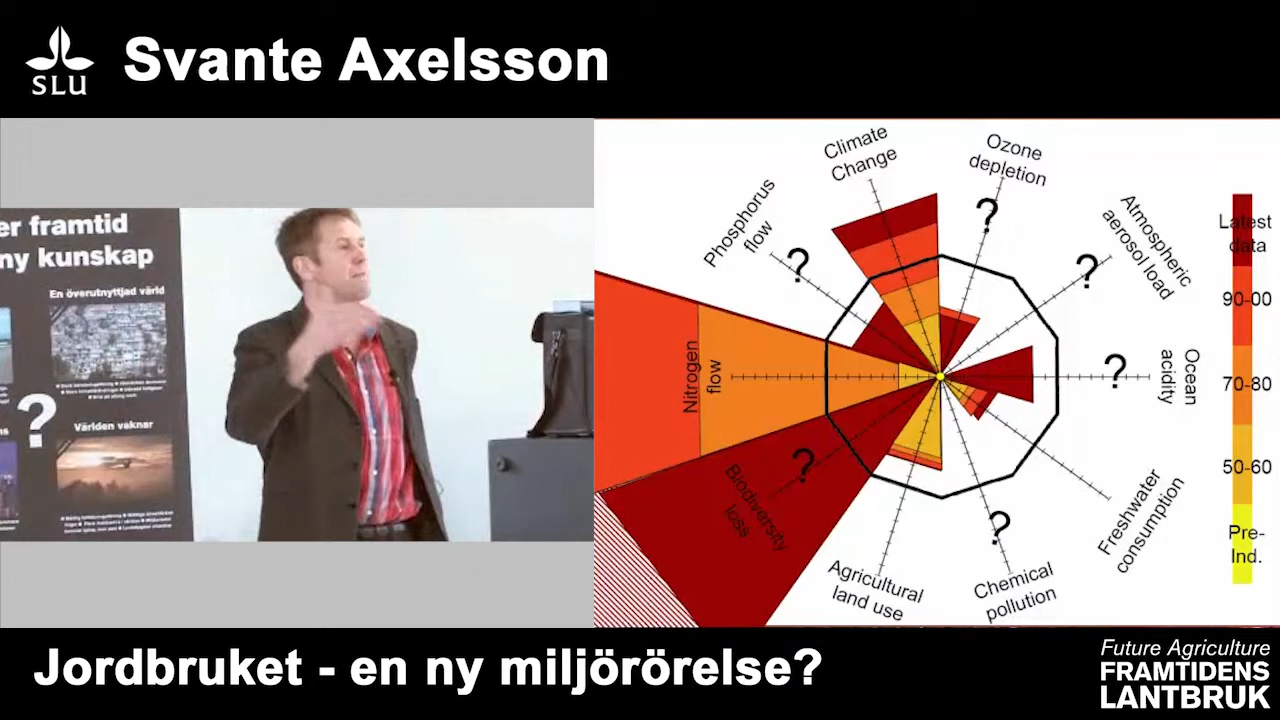 SLU
Svante Axelsson
er framtid
ny kunskap
En överutnyttjad värld
?
Världen vaknar
Climate
Change
Ozone
depletion
?
Phosphorus
flow
?
Atmospheric
aerosol load
?
Nitrogen
flow
Ocean
acidity
?
Biodiversity
loss
?
Freshwater
consumption
Agricultural
land use
Chemical
pollution
?
Latest
data
90-00
70-80
50-60
Pre-
Ind.
Jordbruket - en ny miljörörelse?
Future Agriculture
FRAMTIDENS
LANTBRUK